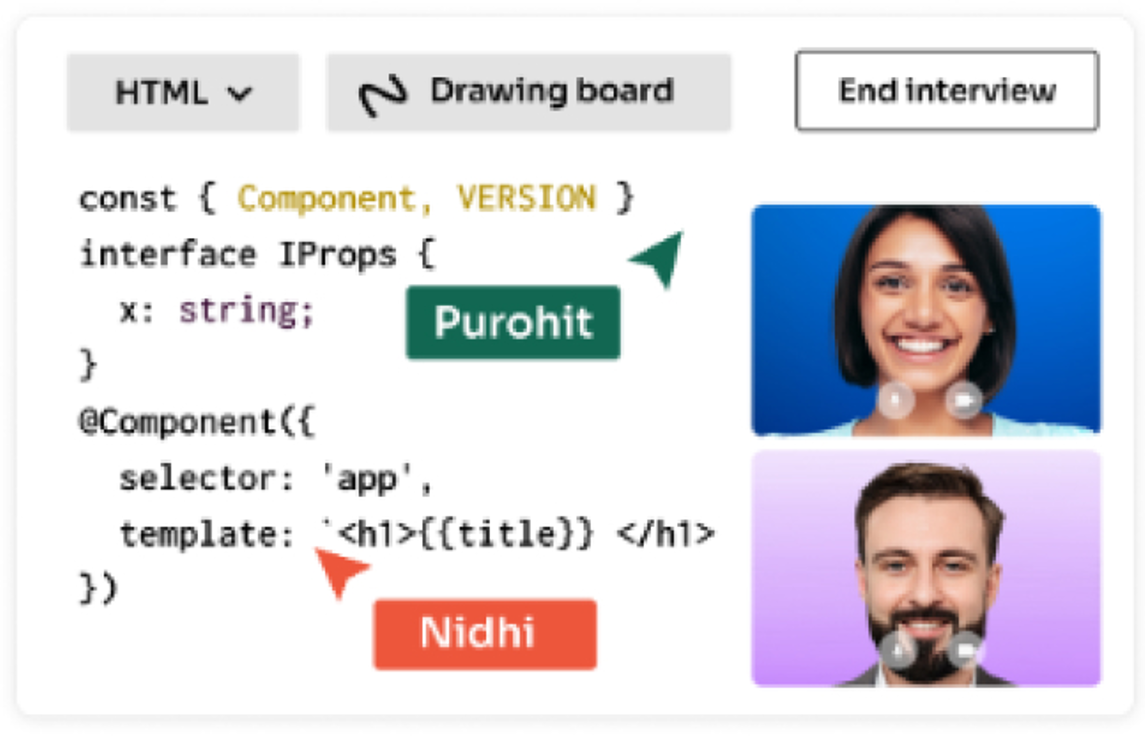 HTML
Drawing board
End interview
const { Component, VERSION }
interface IProps {
x: string;
Purohit
}
@Component({
selector: 'app',
template: `<h1>{{title}} </h1>
})
Nidhi